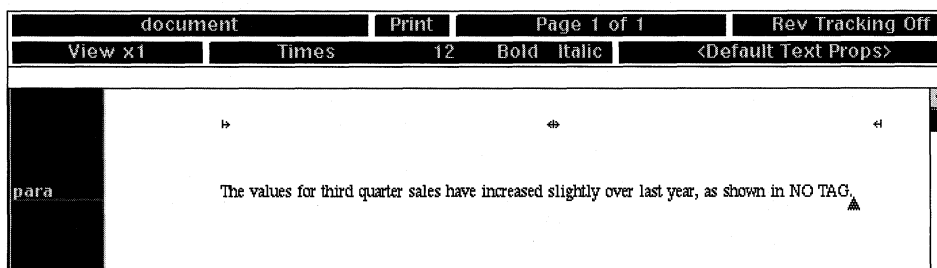 document Print Page 1 of 1 Rev Tracking Off
View x1 Times 12 Bold Italic <Default Text Props>
para The values for third quarter sales have increased slightly over last year, as shown in NO TAG.